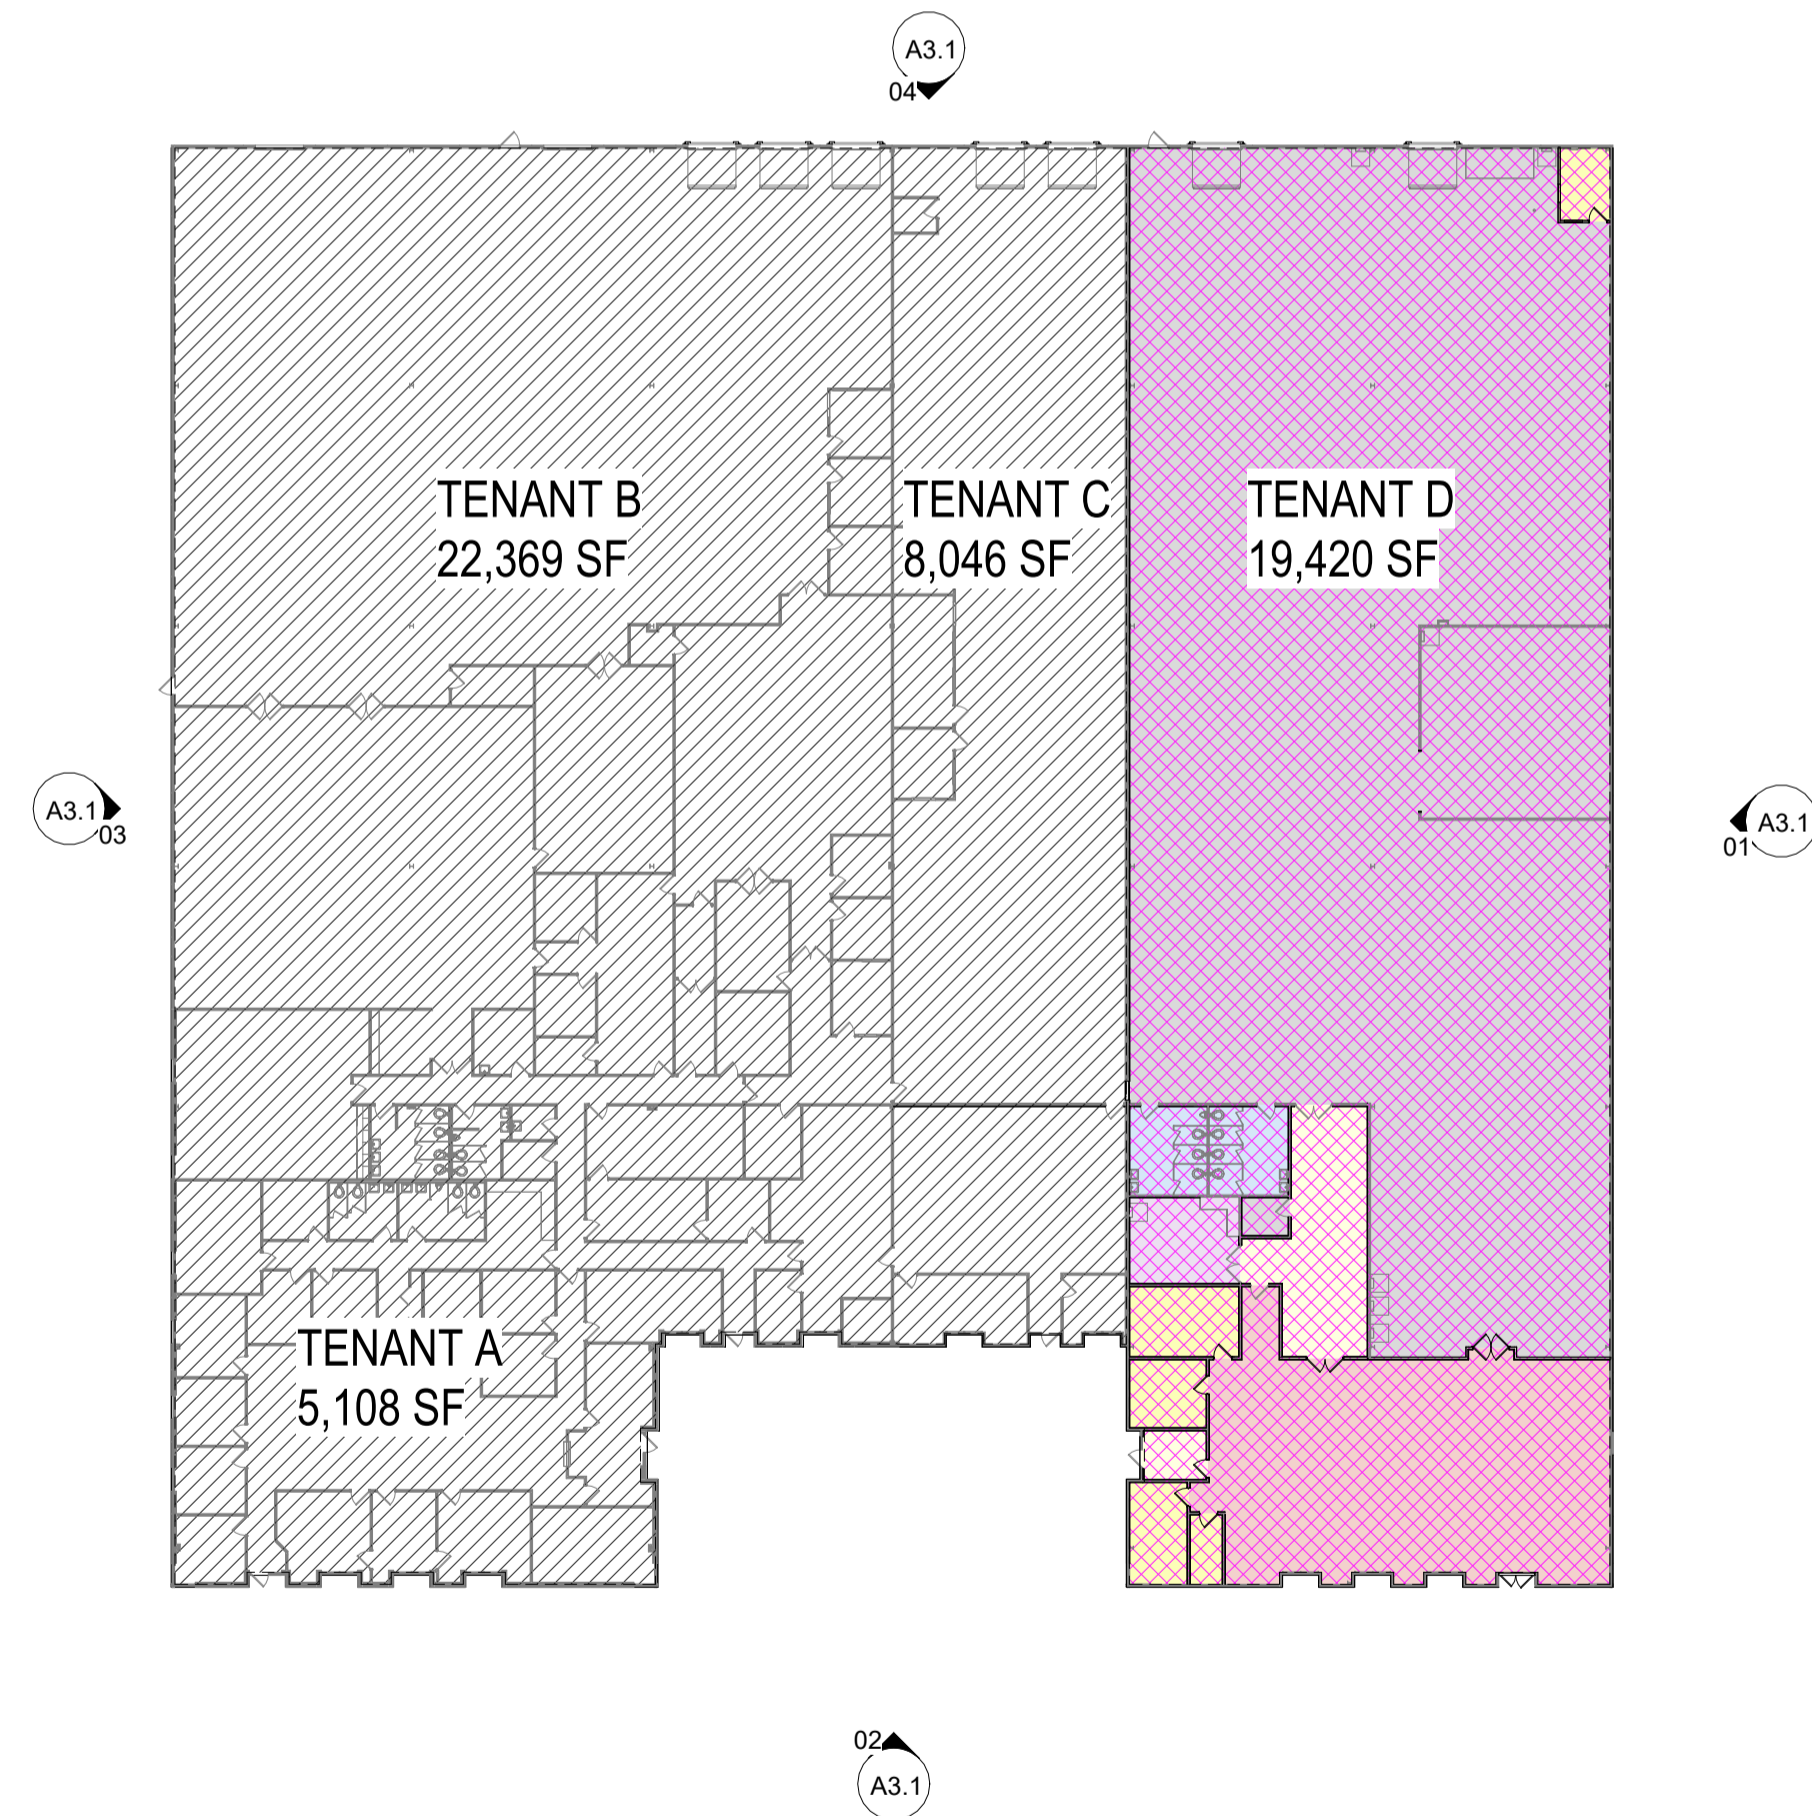 A3.1
04
TENANT B
22,369 SF
TENANT C
8,046 SF
TENANT D
19,420 SF
A3.1
03
A3.1
01
TENANT A
5,108 SF
02
A3.1